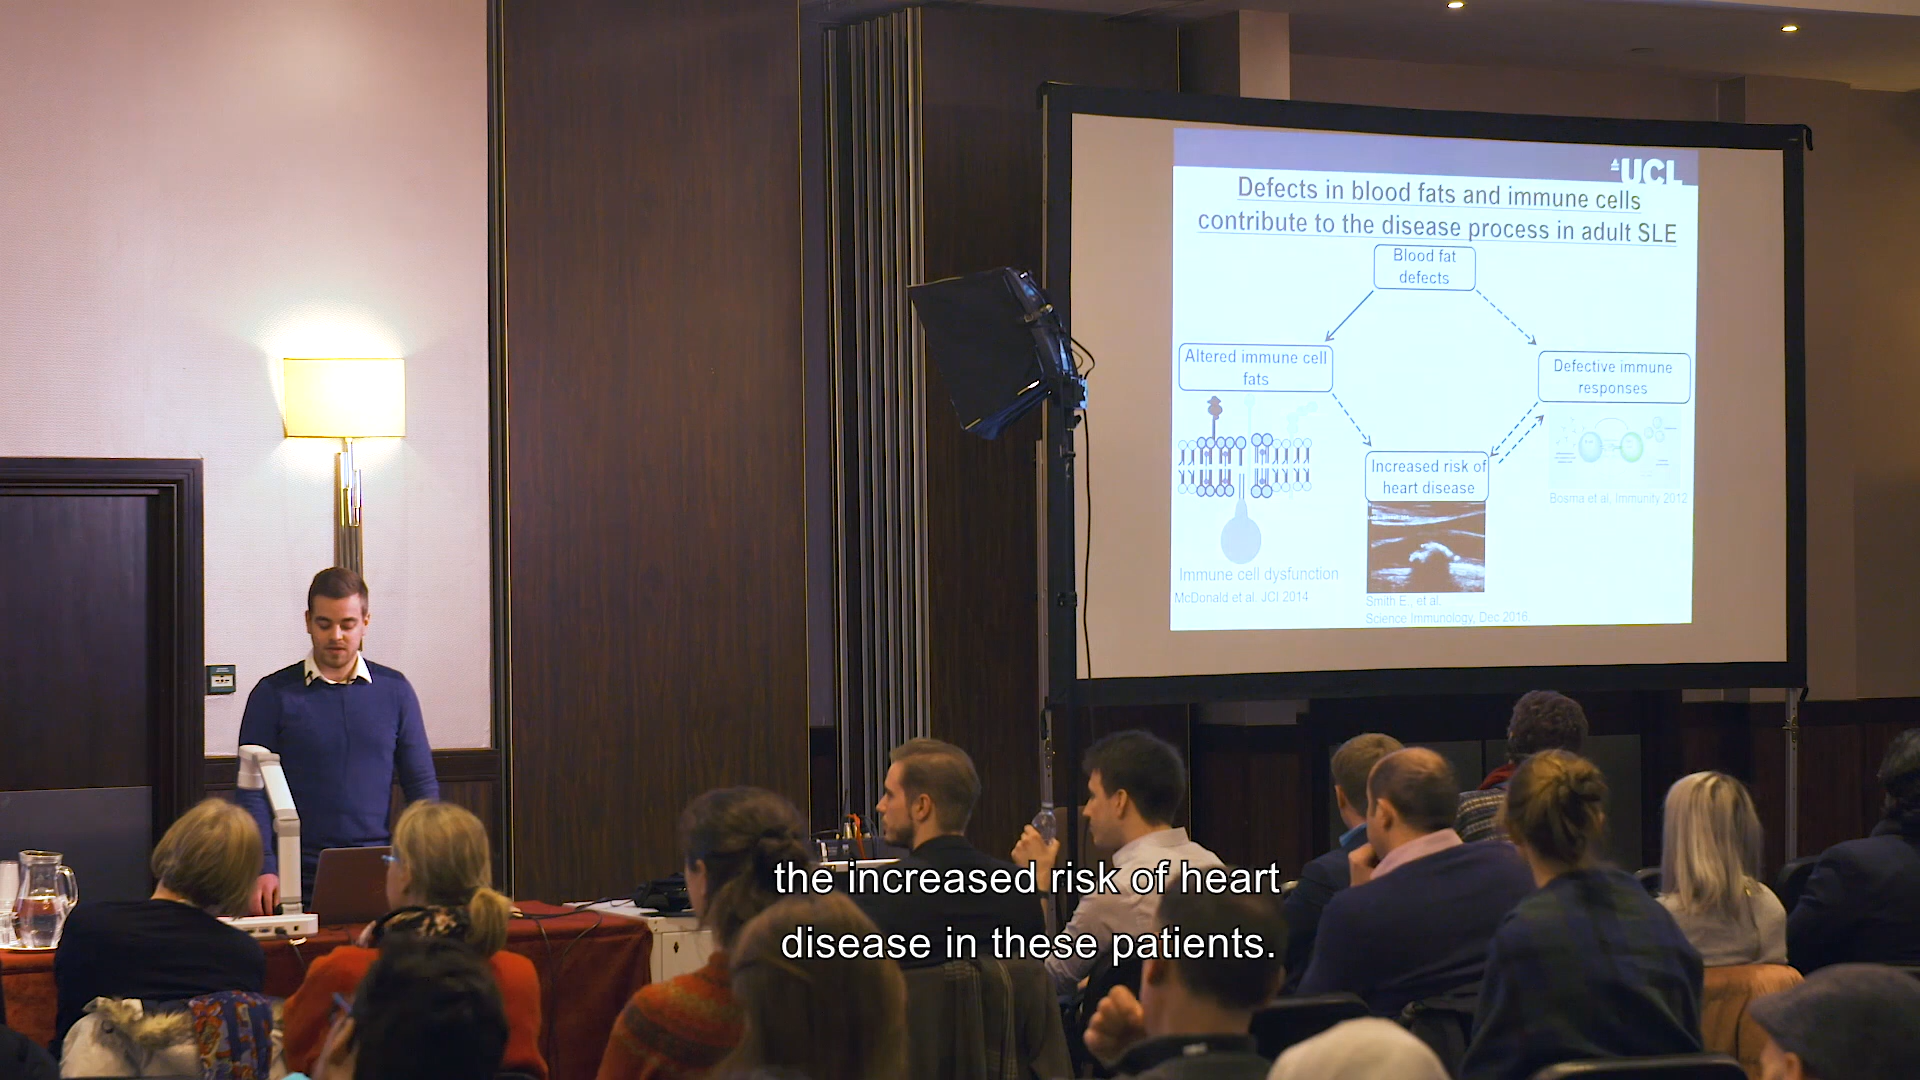 UCL
Defects in blood fats and immune cells
contribute to the disease process in adult SLE
Blood fat
defects
Altered immune cell
fats
Defective immune
responses
Increased risk of
heart disease
Bosma et al, Immunity 2012
Immune cell dysfunction
McDonald et al. JCI 2014
Smith E., et al.
Science Immunology, Dec 2016.
the increased risk of heart
disease in these patients.